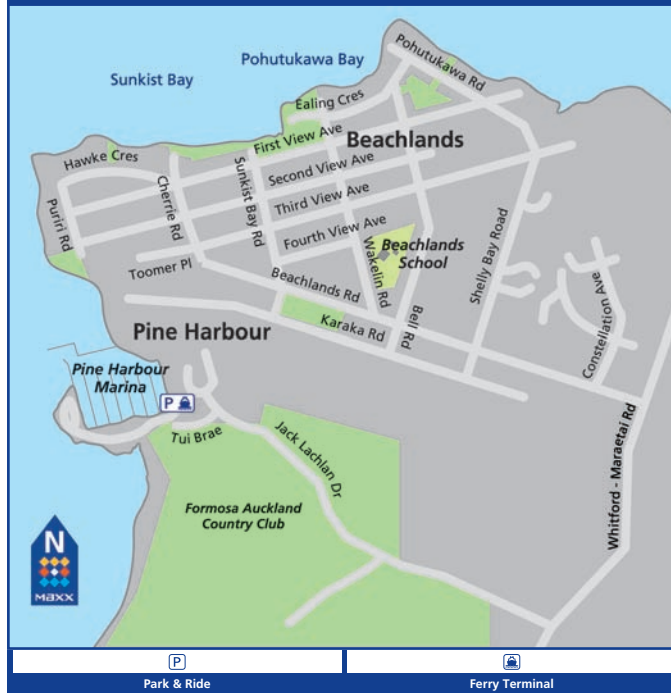 Pohutukawa Bay
Sunkist Bay
Pohutukawa Rd
Ealing Cres
First View Ave
Beachlands
Hawke Cres
Second View Ave
Cherrie Rd
Sunkist Bay Rd
Third View Ave
Puriri Rd
Fourth View Ave
Wakelin Rd
Beachlands
School
Shelly Bay Road
Toomer Pl
Beachlands Rd
Bell Rd
Karaka Rd
Constellation Ave
Pine Harbour
Pine Harbour
Marina
P
Tui Brae
Jack Lachlan Dr
Whitford - Maraetai Rd
Formosa Auckland
Country Club
N
maxx
P
Park & Ride
Ferry Terminal